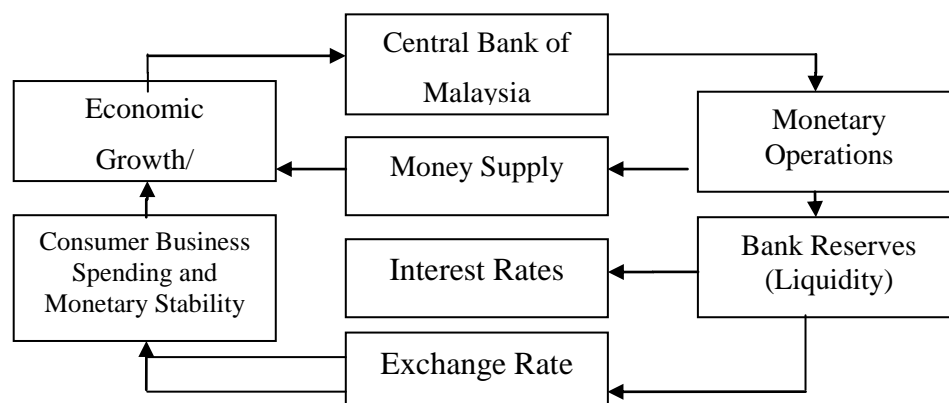 Central Bank of
Malaysia
Economic
Growth/
Monetary
Operations
Money Supply
Consumer Business
Spending and
Monetary Stability
Bank Reserves
(Liquidity)
Interest Rates
Exchange Rate